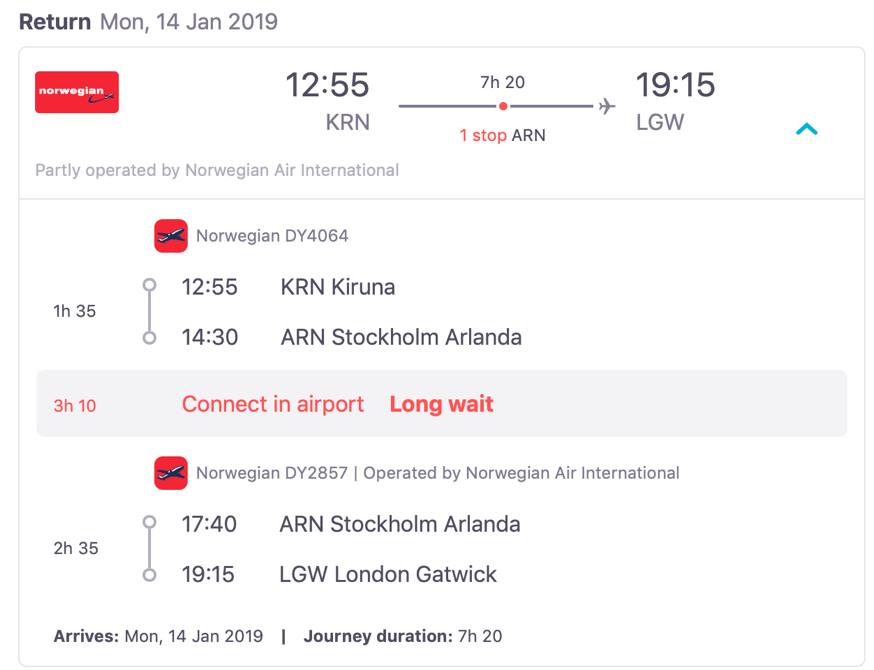 Return Mon, 14 Jan 2019
norwegian
12:55 7h 20 19:15
KRN 1 stop ARN LGW
Partly operated by Norwegian Air International
Norwegian DY4064
12:55 KRN Kiruna
1h 35
14:30 ARN Stockholm Arlanda
3h 10 Connect in airport Long wait
Norwegian DY2857 | Operated by Norwegian Air International
17:40 ARN Stockholm Arlanda
2h 35
19:15 LGW London Gatwick
Arrives: Mon, 14 Jan 2019 | Journey duration: 7h 20